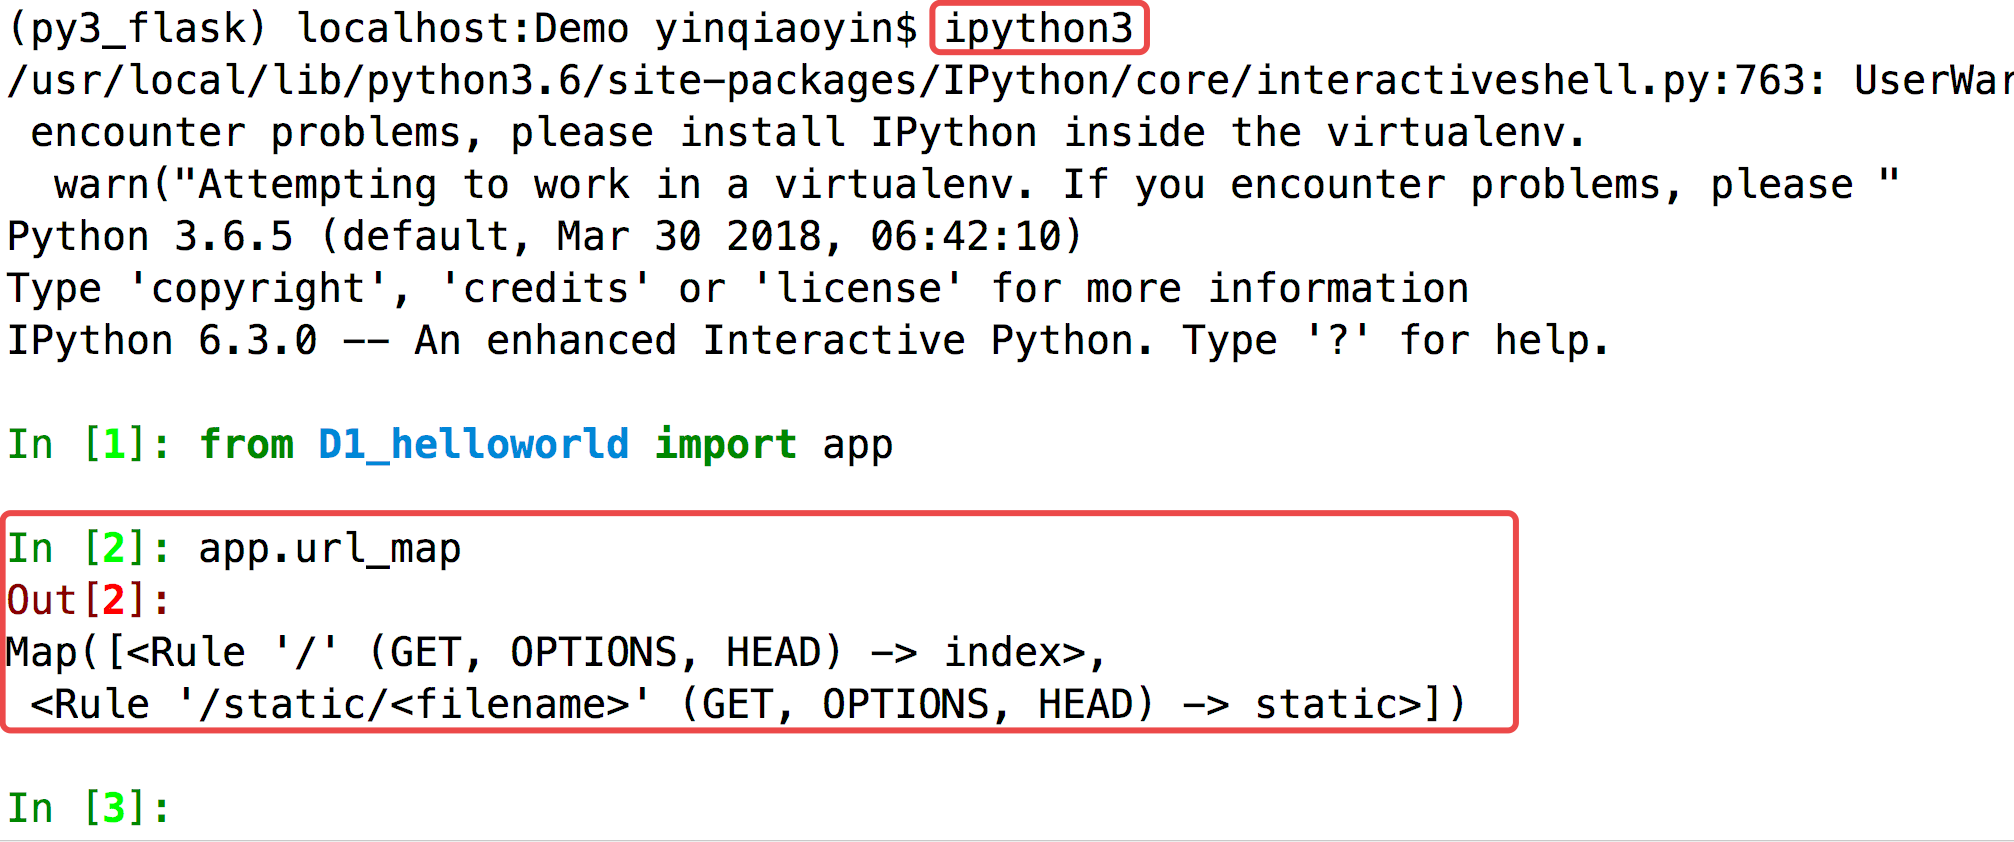 (py3_flask) localhost:Demo yinqiaoyin$ ipython3
/usr/local/lib/python3.6/site-packages/IPython/core/interactiveshell.py:763:
encounter problems, please install IPython inside the virtualenv.
warn("Attempting to work in a virtualenv. If you encounter problems, please "
Python 3.6.5 (default, Mar 30 2018, 06:42:10)
Type 'copyright', 'credits' or 'license' for more information
IPython 6.3.0 -- An enhanced Interactive Python. Type '?' for help.
In [1]: from D1_helloworld import app
In [2]: app.url_map
Out[2]:
Map([<Rule '/' (GET, OPTIONS, HEAD) -> index>,
<Rule '/static/<filename>' (GET, OPTIONS, HEAD) -> static>])
In [3]: